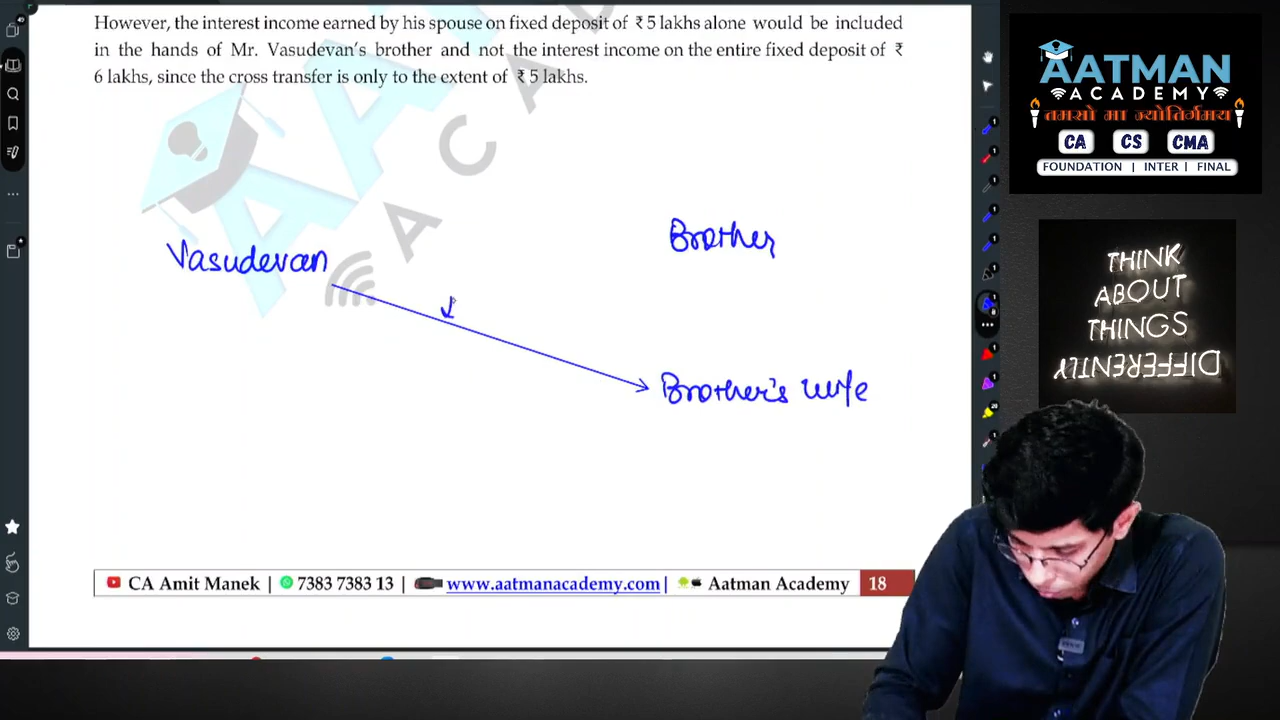 However, the interest income earned by his spouse on fixed deposit of ₹ 5 lakhs alone would be included
in the hands of Mr. Vasudevan's brother and not the interest income on the entire fixed deposit of ₹
6 lakhs, since the cross transfer is only to the extent of ₹ 5 lakhs.
Vasudevan
Brother
Brother's wife
CA Amit Manek | 7383 7383 13 | www.aatmanacademy.com | Aatman Academy 18
AATMAN
ACADEMY
तमसो मा ज्योतिर्गमय
CA CS CMA
FOUNDATION | INTER | FINAL
THINK
ABOUT
THINGS
DIFFERENTLY